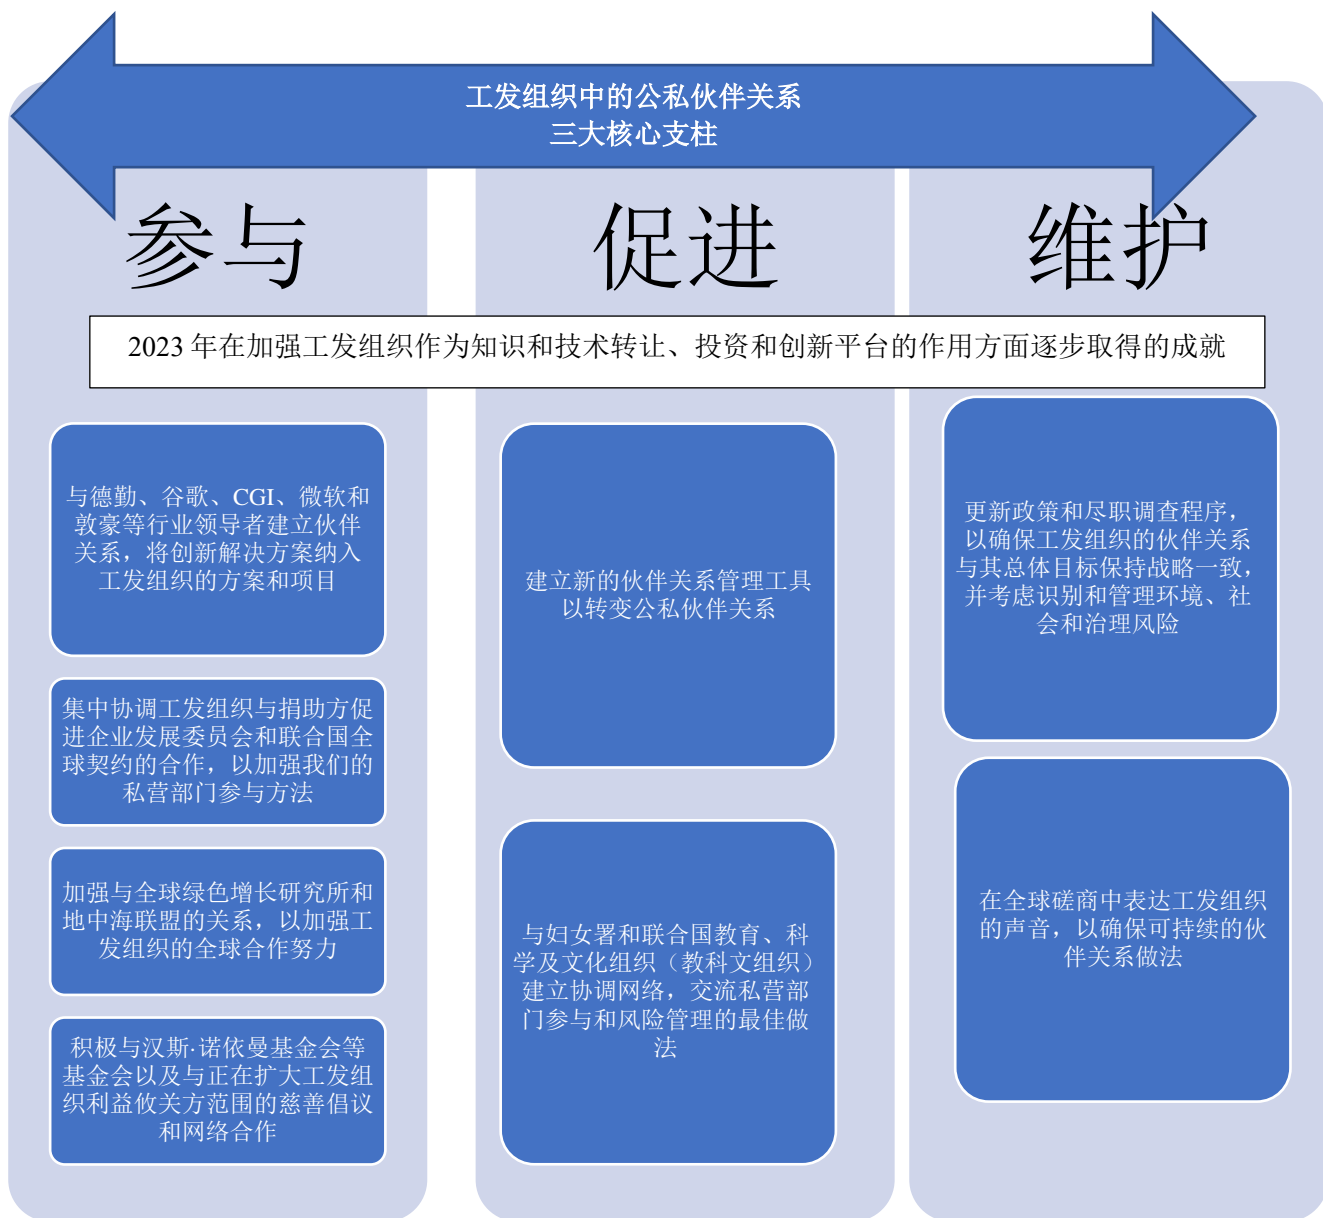 工发组织中的公私伙伴关系
三大核心支柱
参与
促进
维护
2023 年在加强工发组织作为知识和技术转让、投资和创新平台的作用方面逐步取得的成就
与德勤、谷歌、CGI、微软和
敦豪等行业领导者建立伙伴
关系，将创新解决方案纳入
工发组织的方案和项目
集中协调工发组织与捐助方促
进企业发展委员会和联合国全
球契约的合作，以加强我们的
私营部门参与方法
加强与全球绿色增长研究所和
地中海联盟的关系，以加强工
发组织的全球合作努力
积极与汉斯·诺依曼基金会等
基金会以及与正在扩大工发组
织利益攸关方范围的慈善倡议
和网络合作
建立新的伙伴关系管理工具
以转变公私伙伴关系
与妇女署和联合国教育、科
学及文化组织（教科文组织）
建立协调网络，交流私营部
门参与和风险管理的最佳做
法
更新政策和尽职调查程序，
以确保工发组织的伙伴关系
与其总体目标保持战略一致，
并考虑识别和管理环境、社
会和治理风险
在全球磋商中表达工发组织
的声音，以确保可持续的伙
伴关系做法